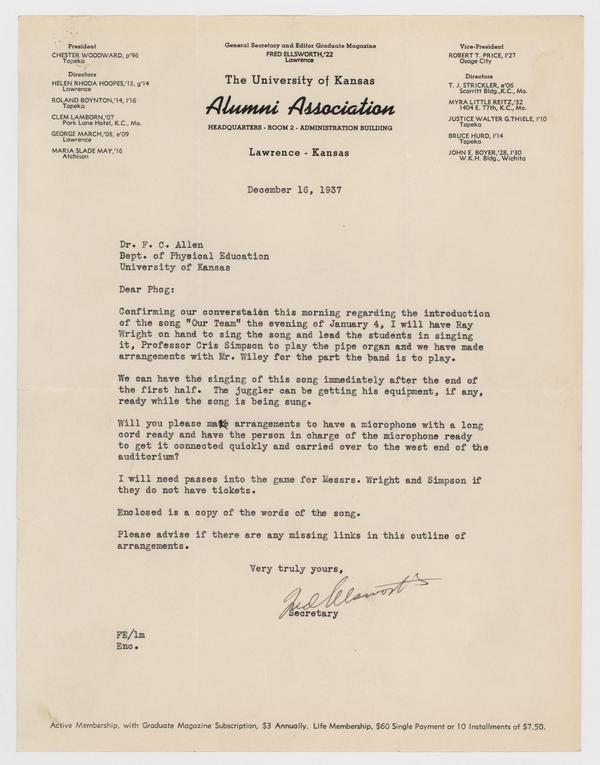 President
CHESTER WOODWARD, p'96
Topeka
Directors
HELEN RHODA HOOPES,'13, g'14
Lawrence
ROLAND BOYNTON,'14, l'16
Topeka
CLEM LAMBORN,'07
Park Lane Hotel, K.C., Mo.
GEORGE MARCH,'08, e'09
Lawrence
MARIA SLADE MAY,'16
Atchison
General Secretary and Editor Graduate Magazine
FRED ELLSWORTH,'22
Lawrence
The University of Kansas
Alumni Association
HEADQUARTERS - ROOM 2 - ADMINISTRATION BUILDING
Lawrence - Kansas
Vice-President
ROBERT T. PRICE, l'27
Osage City
Directors
T. J. STRICKLER, e'06
Scarritt Bldg., K.C., Mo.
MYRA LITTLE REITZ,'32
1404 E. 77th, K.C., Mo.
JUSTICE WALTER G. THIELE, l'10
Topeka
BRUCE HURD, l'14
Topeka
JOHN E. BOYER,'28, l'30
W.K.H. Bldg., Wichita
December 16, 1937
Dr. F. C. Allen
Dept. of Physical Education
University of Kansas
Dear Phog:
Confirming our converstaion this morning regarding the introduction
of the song "Our Team" the evening of January 4, I will have Ray
Wright on hand to sing the song and lead the students in singing
it, Professor Cris Simpson to play the pipe organ and we have made
arrangements with Mr. Wiley for the part the band is to play.
We can have the singing of this song immediately after the end of
the first half. The juggler can be getting his equipment, if any,
ready while the song is being sung.
Will you please make arrangements to have a microphone with a long
cord ready and have the person in charge of the microphone ready
to get it connected quickly and carried over to the west end of the
auditorium?
I will need passes into the game for Messrs. Wright and Simpson if
they do not have tickets.
Enclosed is a copy of the words of the song.
Please advise if there are any missing links in this outline of
arrangements.
Very truly yours,
Fred Ellsworth
Secretary
FE/lm
Enc.
Active Membership, with Graduate Magazine Subscription, $3 Annually. Life Membership, $60 Single Payment or 10 Installments of $7.50.